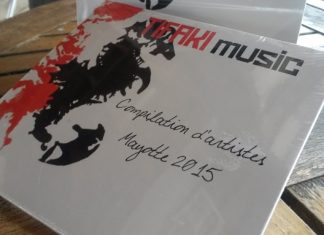 MUSIC
Compilation d'artistes
Mayotte 2015